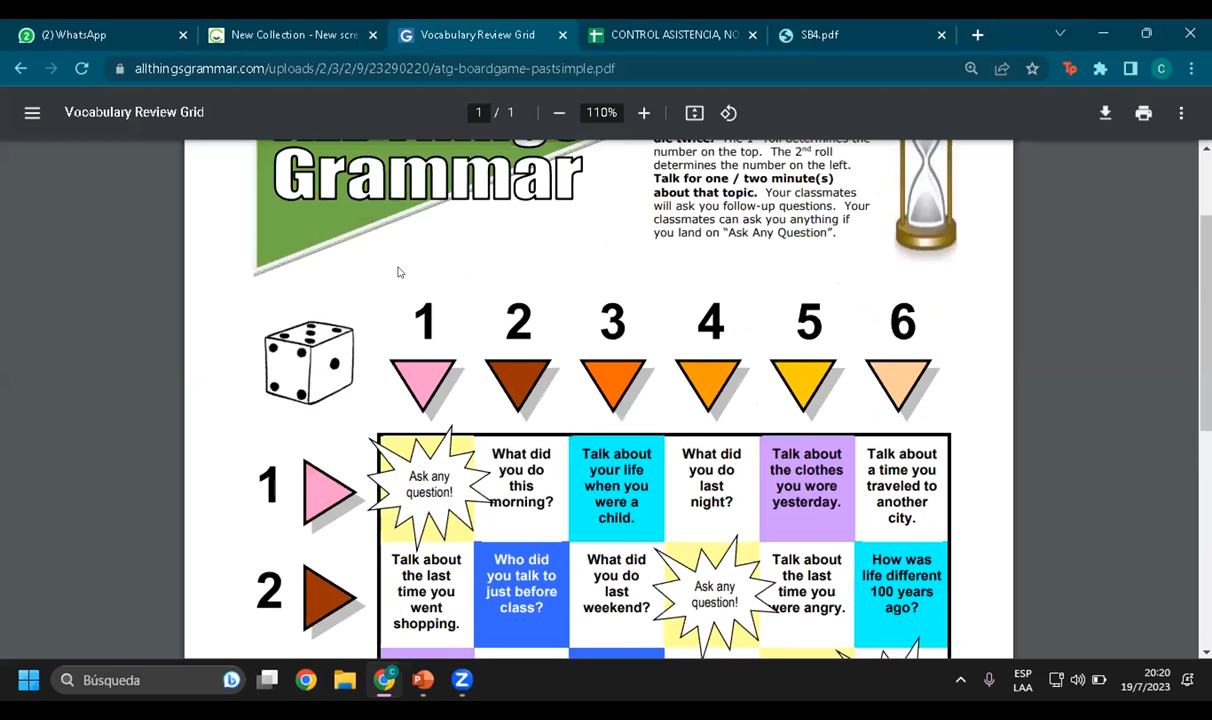 (2) WhatsApp
New Collection - New scre
Vocabulary Review Grid
CONTROL ASISTENCIA, NO
SB4.pdf
allthingsgrammar.com/uploads/2/3/2/9/23290220/atg-boardgame-pastsimple.pdf
Vocabulary Review Grid
1 / 1
110%
Grammar
number on the top. The 2nd roll
determines the number on the left.
Talk for one / two minute(s)
about that topic. Your classmates
will ask you follow-up questions. Your
classmates can ask you anything if
you land on "Ask Any Question".
1 2 3 4 5 6
1
Ask any
question!
What did
you do
this
morning?
Talk about
your life
when you
were a
child.
What did
you do
last
night?
Talk about
the clothes
you wore
yesterday.
Talk about
a time you
traveled to
another
city.
2
Talk about
the last
time you
went
shopping.
Who did
you talk to
just before
class?
What did
you do
last
weekend?
Ask any
question!
Talk about
the last
time you
were angry.
How was
life different
100 years
ago?
Búsqueda
ESP
LAA
20:20
19/7/2023